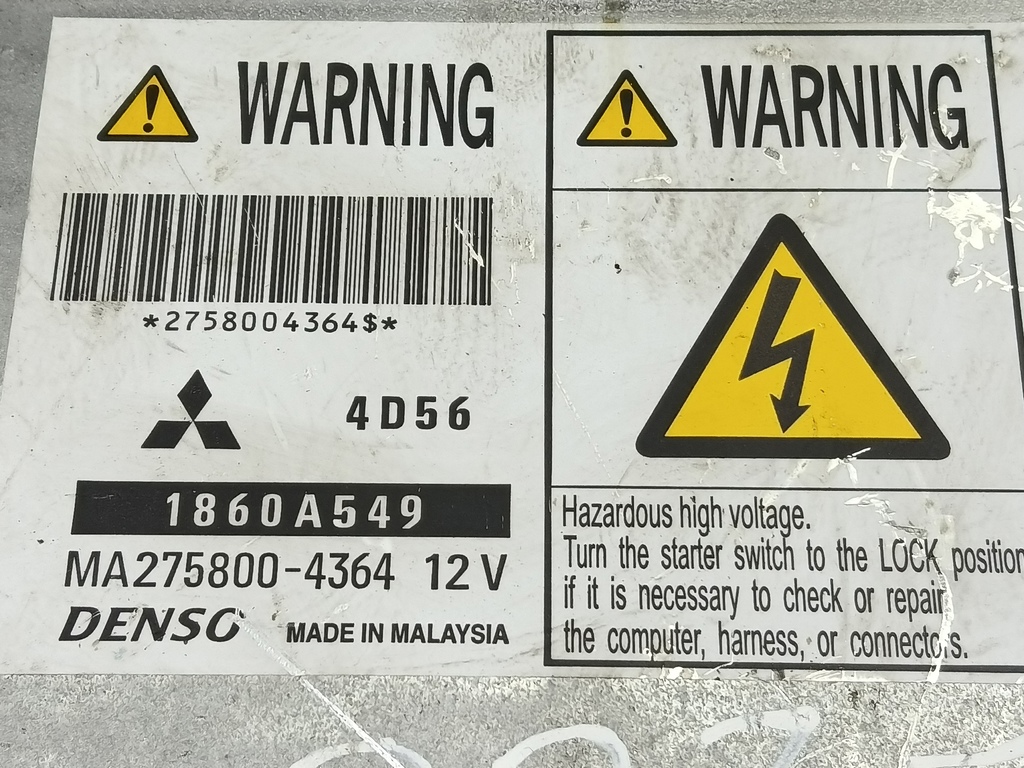 WARNING
*2758004364$*
4D56
1860A549
MA275800-4364 12V
DENSO MADE IN MALAYSIA
WARNING
Hazardous high voltage.
Turn the starter switch to the LOCK position
if it is necessary to check or repair
the computer, harness, or connectors.